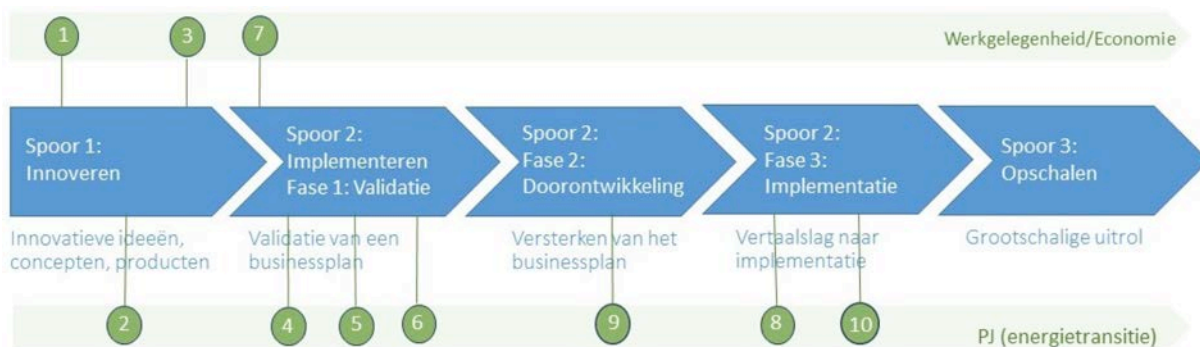 1
3
7
Werkgelegenheid/Economie
Spoor 1:
Innoveren
Spoor 2:
Implementeren
Fase 1: Validatie
Spoor 2:
Fase 2:
Doorontwikkeling
Spoor 2:
Fase 3:
Implementatie
Spoor 3:
Opschalen
Innovatieve ideeën,
concepten, producten
Validatie van een
businessplan
Versterken van het
businessplan
Vertaalslag naar
implementatie
Grootschalige uitrol
2
4
5
6
9
8
10
PJ (energietransitie)